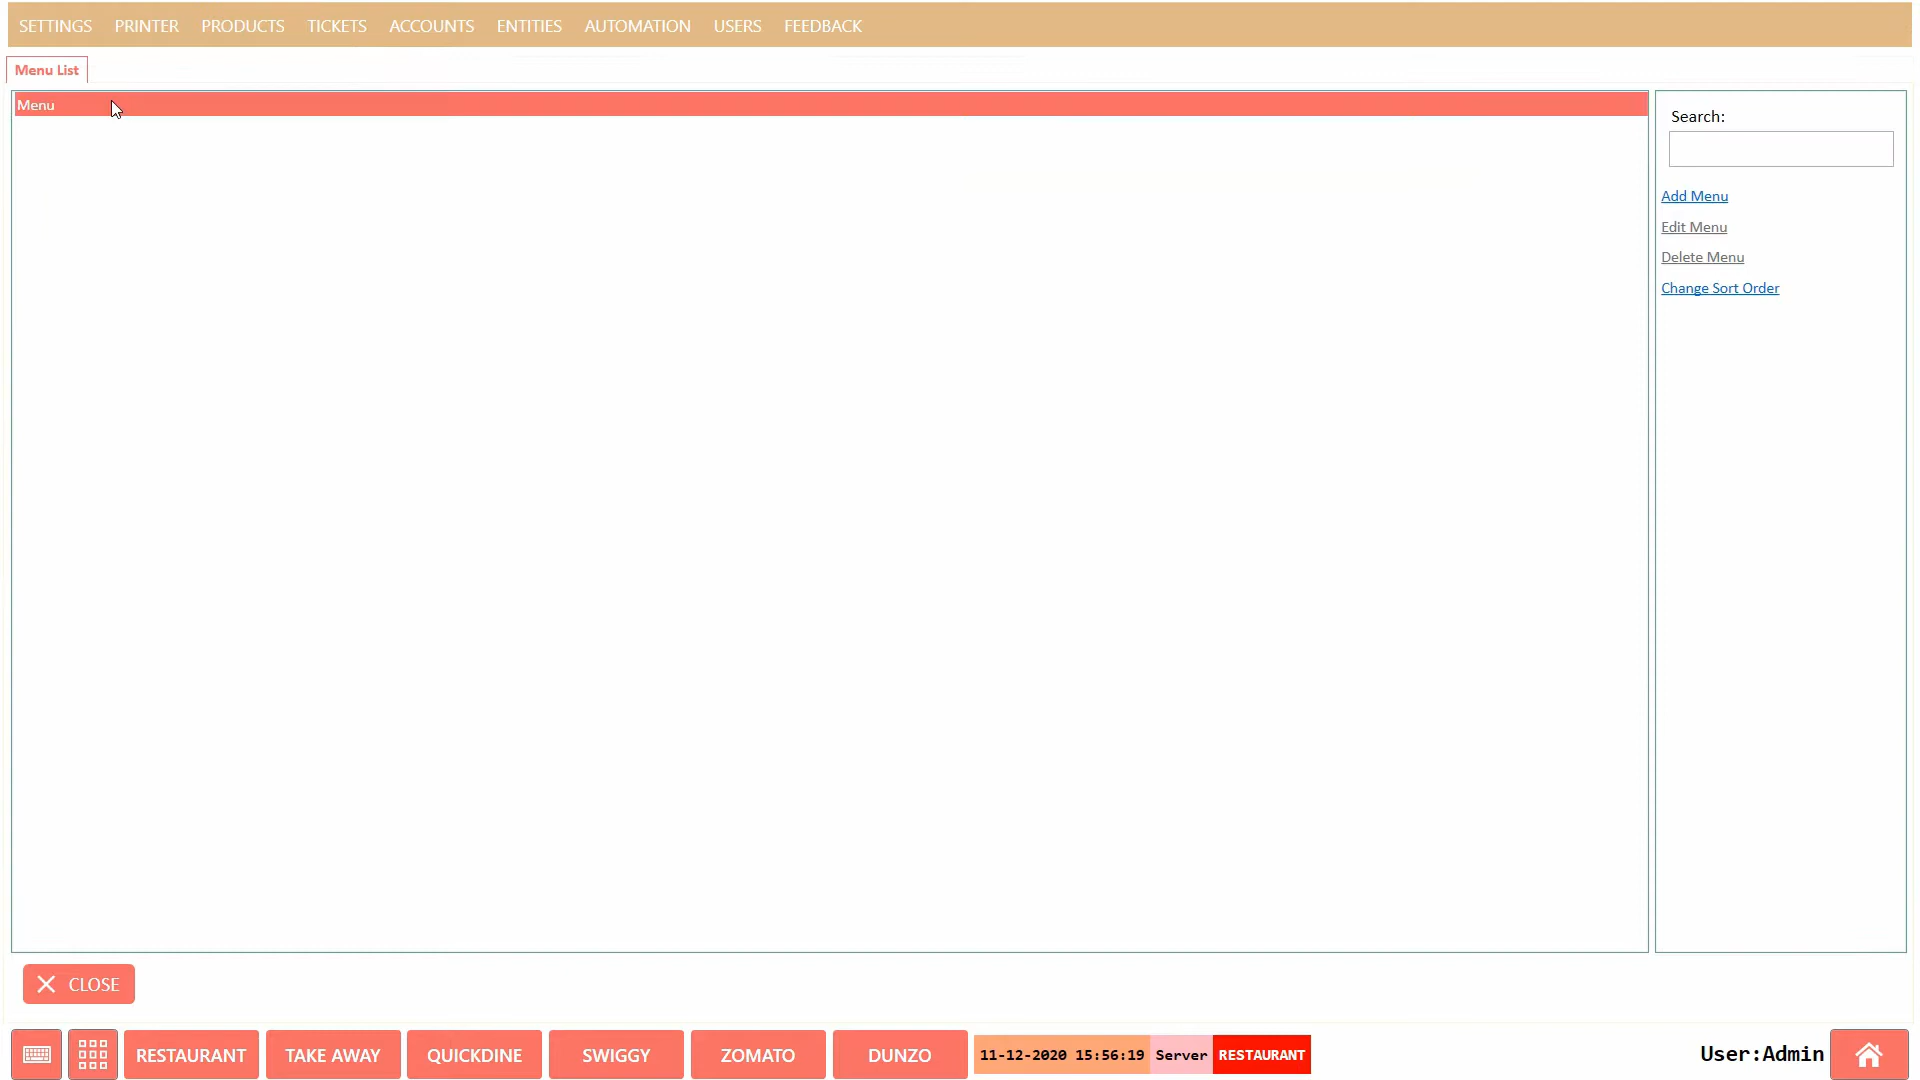 SETTINGS PRINTER PRODUCTS TICKETS ACCOUNTS ENTITIES AUTOMATION USERS FEEDBACK
Menu List
Menu
Search:
Add Menu
Edit Menu
Delete Menu
Change Sort Order
CLOSE
RESTAURANT TAKE AWAY QUICKDINE SWIGGY ZOMATO DUNZO 11-12-2020 15:56:19 Server RESTAURANT User:Admin